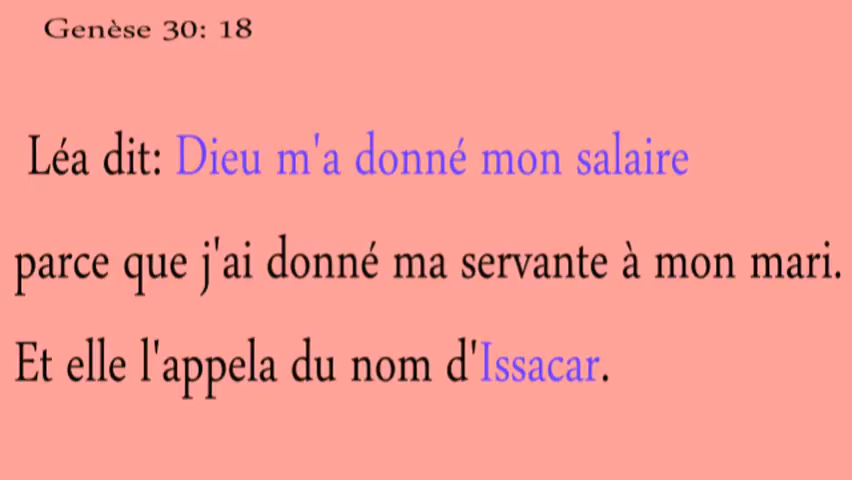 Genèse 30: 18
Léa dit: Dieu m'a donné mon salaire
parce que j'ai donné ma servante à mon mari.
Et elle l'appela du nom d'Issacar.